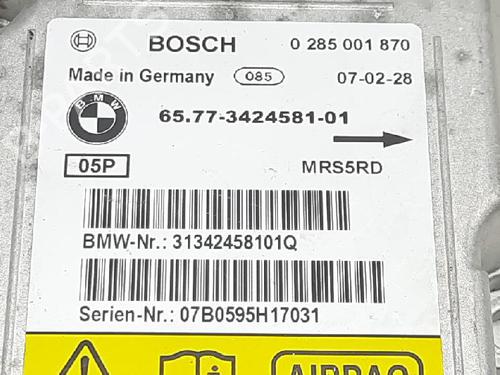 BOSCH 0 285 001 870
Made in Germany 085 07-02-28
BMW 65.77-3424581-01
05P MRS5RD
BMW-Nr.: 31342458101Q
Serien-Nr.: 07B0595H17031
AIRBAG